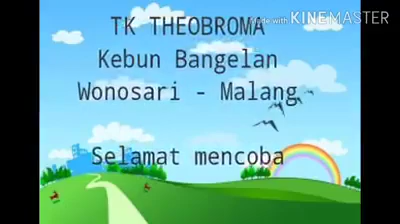 TK THEOBROMA
made with KINEMASTER
Kebun Bangelan
Wonosari - Malang
Selamat mencoba